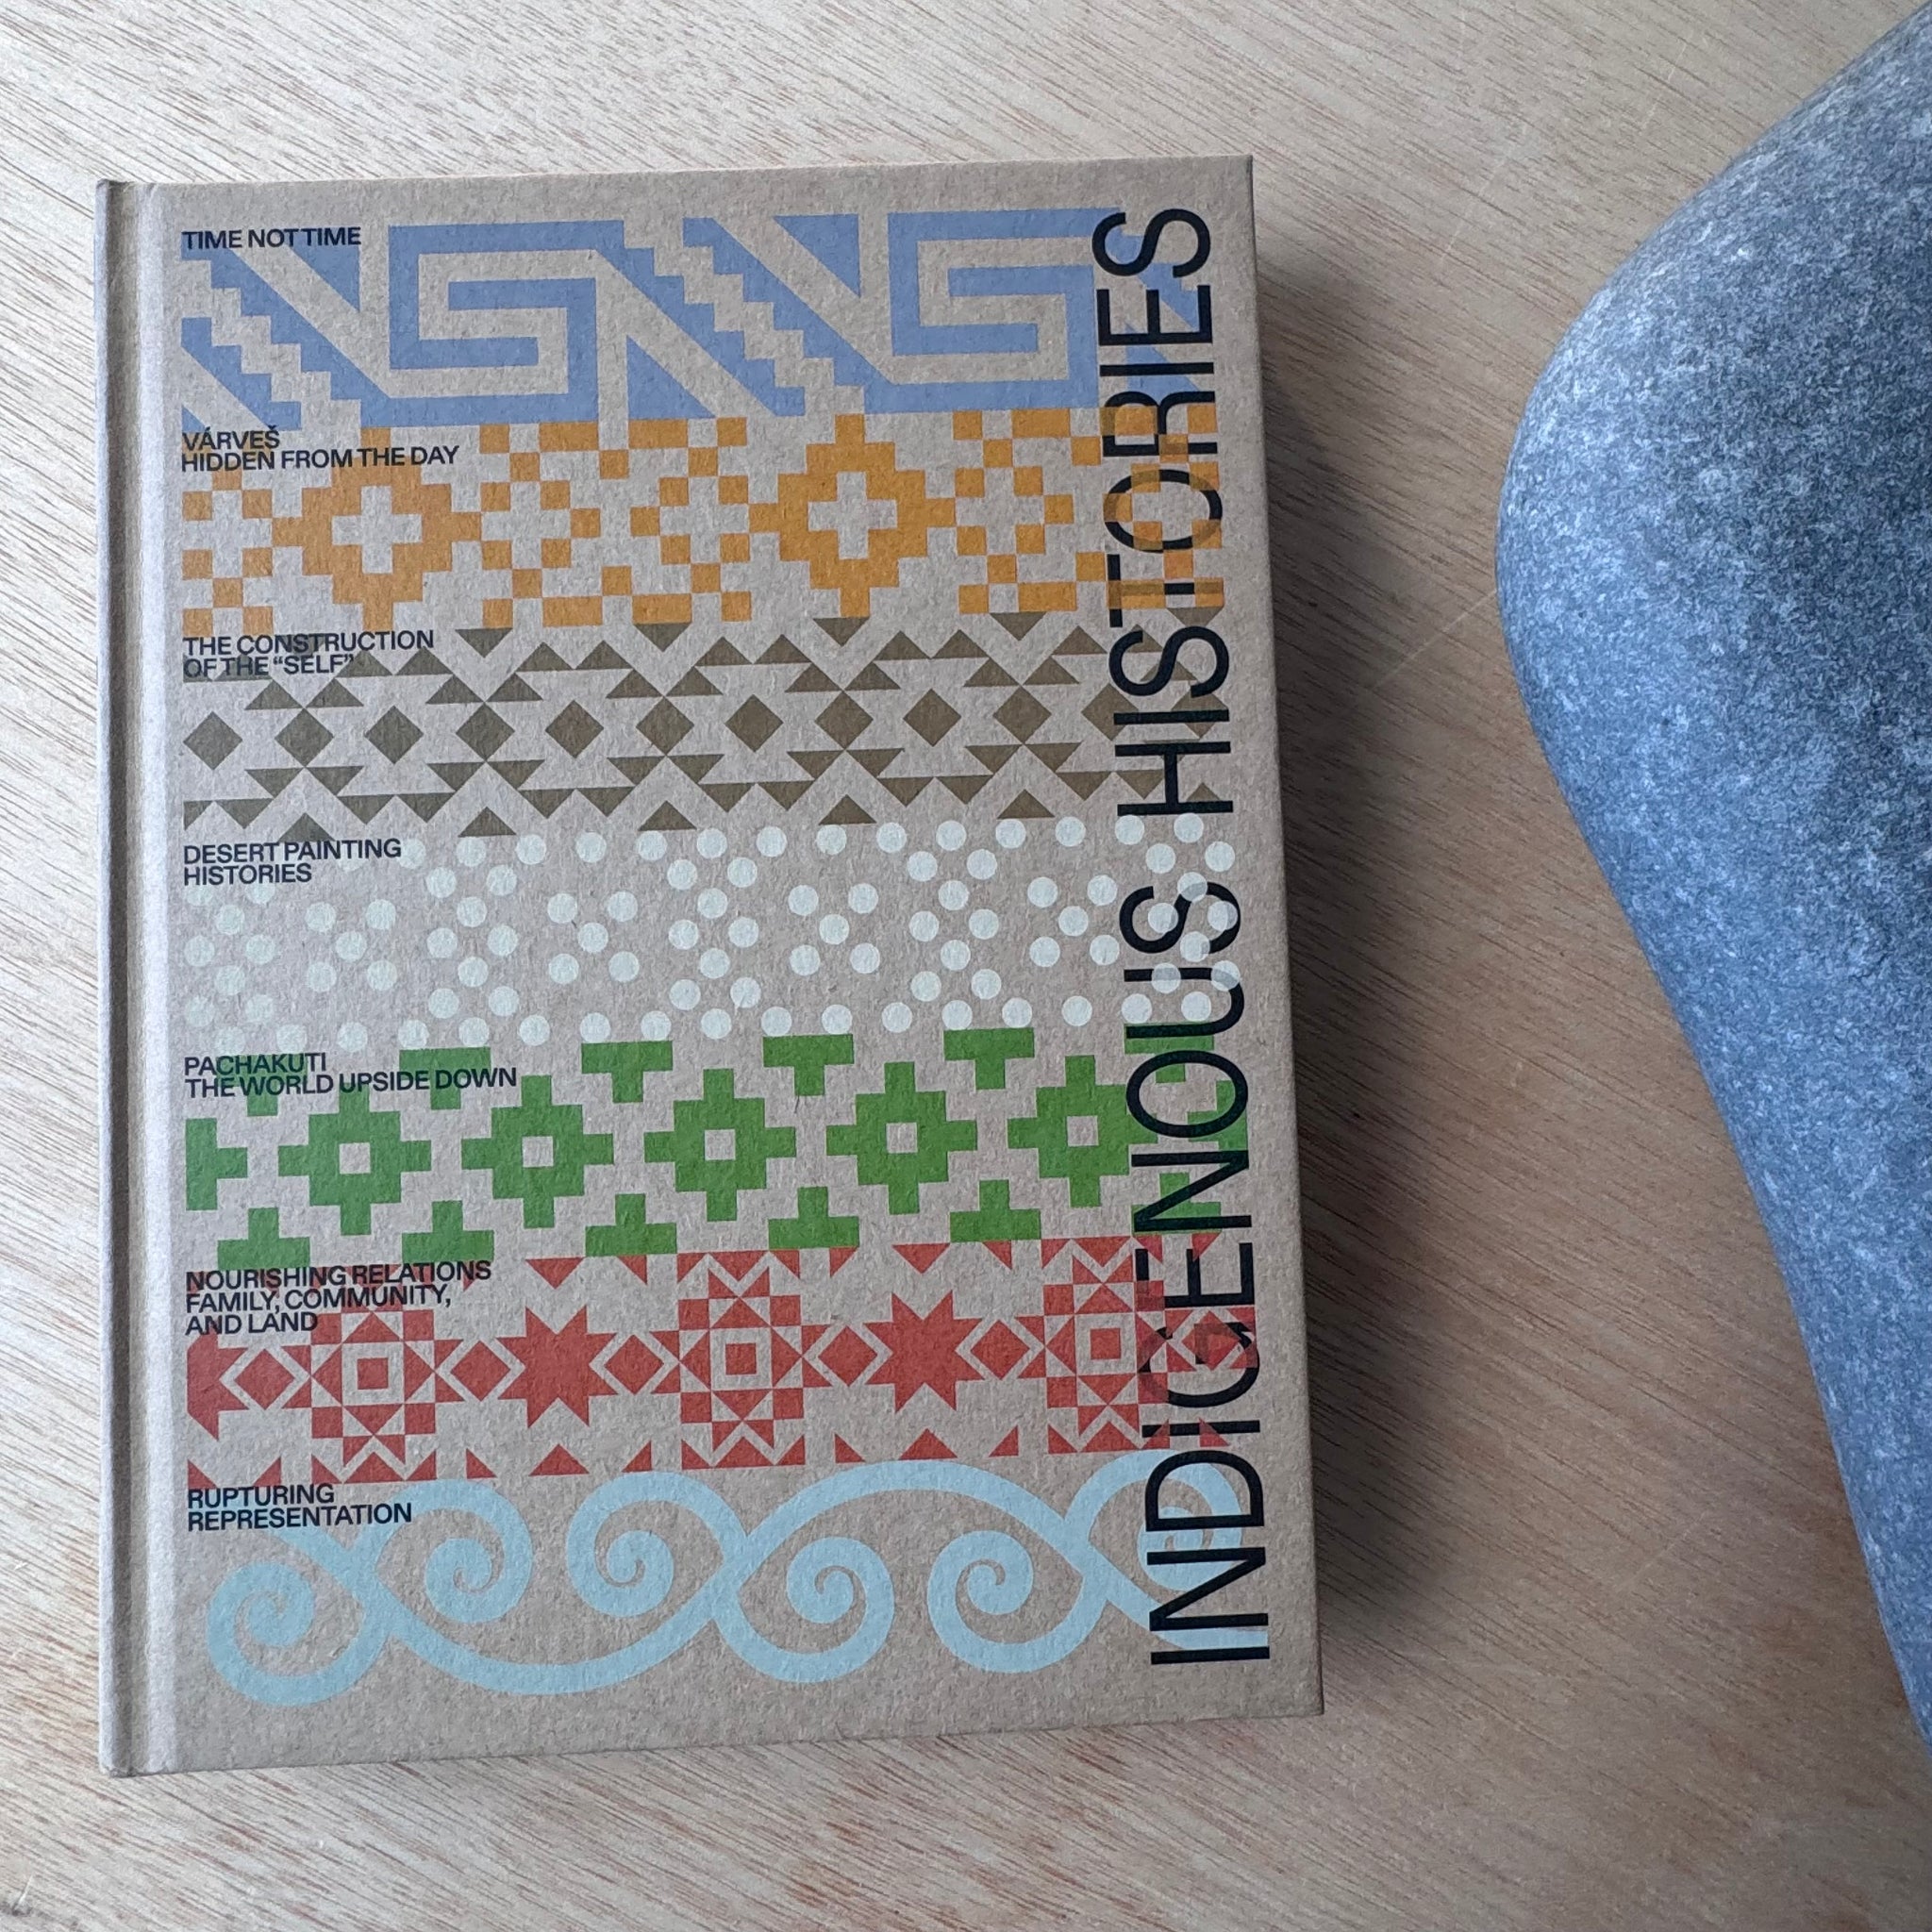 TIME NOT TIME
VÁRVEŠ
HIDDEN FROM THE DAY
THE CONSTRUCTION
OF THE “SELF”
DESERT PAINTING
HISTORIES
PACHAKUTI
THE WORLD UPSIDE DOWN
NOURISHING RELATIONS
FAMILY, COMMUNITY,
AND LAND
RUPTURING
REPRESENTATION
INDIGENOUS HISTORIES